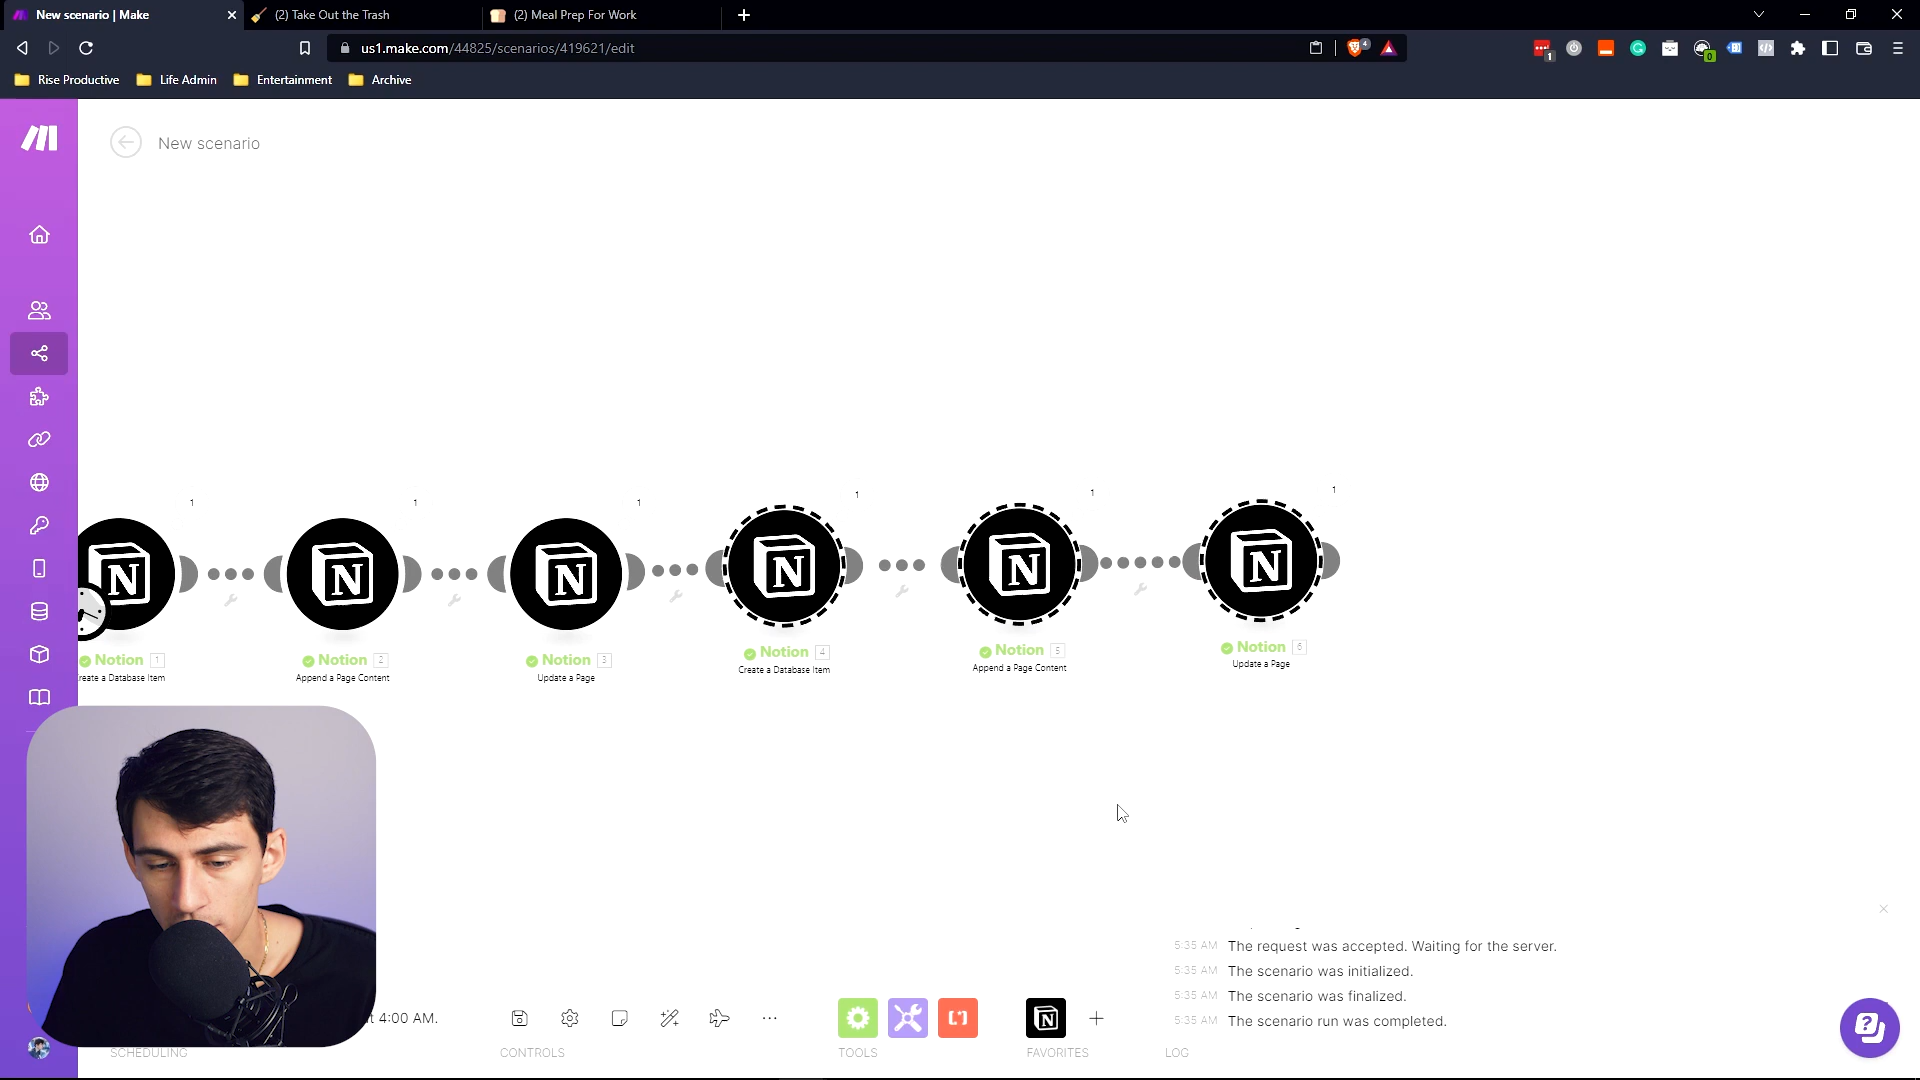 New scenario | Make
(2) Take Out the Trash
(2) Meal Prep For Work
us1.make.com/44825/scenarios/419621/edit
4
1
0
Rise Productive
Life Admin
Entertainment
Archive
New scenario
1
1
1
1
1
1
Notion 1
reate a Database Item
Notion 2
Append a Page Content
Notion 3
Update a Page
Notion 4
Create a Database Item
Notion 5
Append a Page Content
Notion 6
Update a Page
5:35 AM The request was accepted. Waiting for the server.
5:35 AM The scenario was initialized.
5:35 AM The scenario was finalized.
5:35 AM The scenario run was completed.
t 4:00 AM.
SCHEDULING
CONTROLS
TOOLS
FAVORITES
LOG